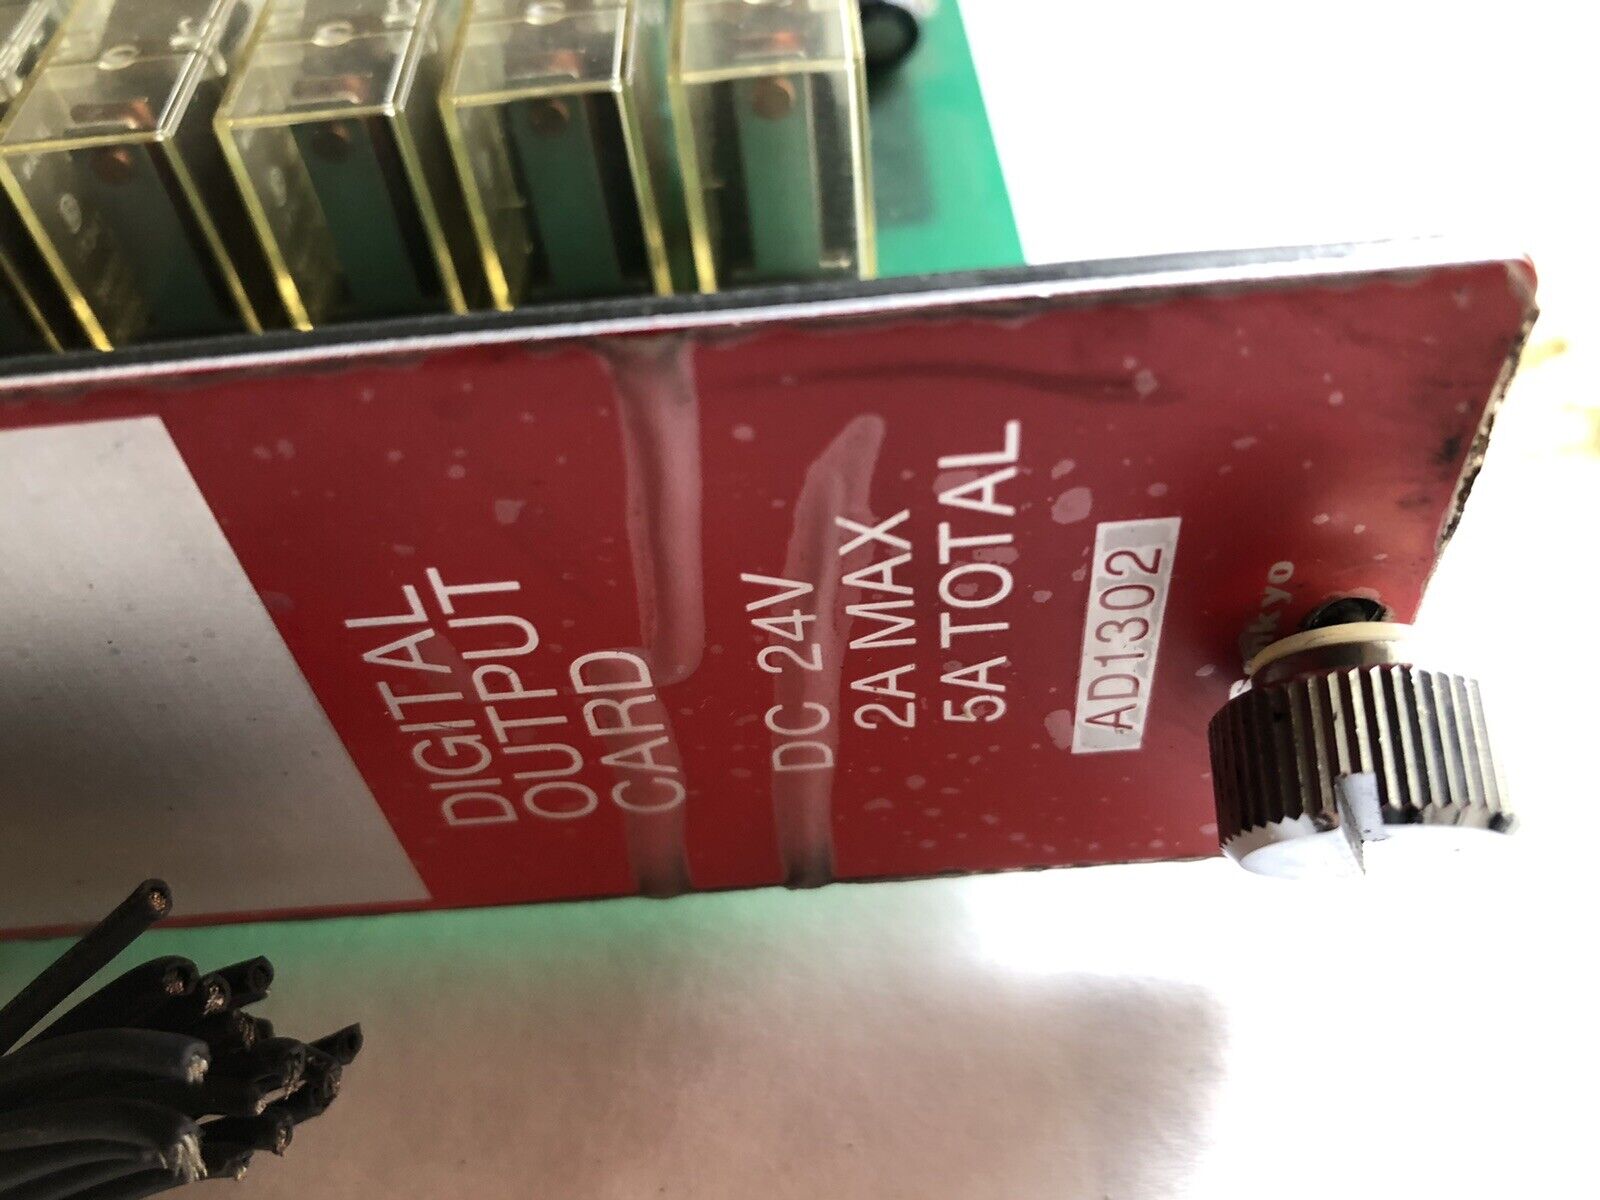 DIGITAL
OUTPUT
CARD
DC 24V
2A MAX
5A TOTAL
AD1302